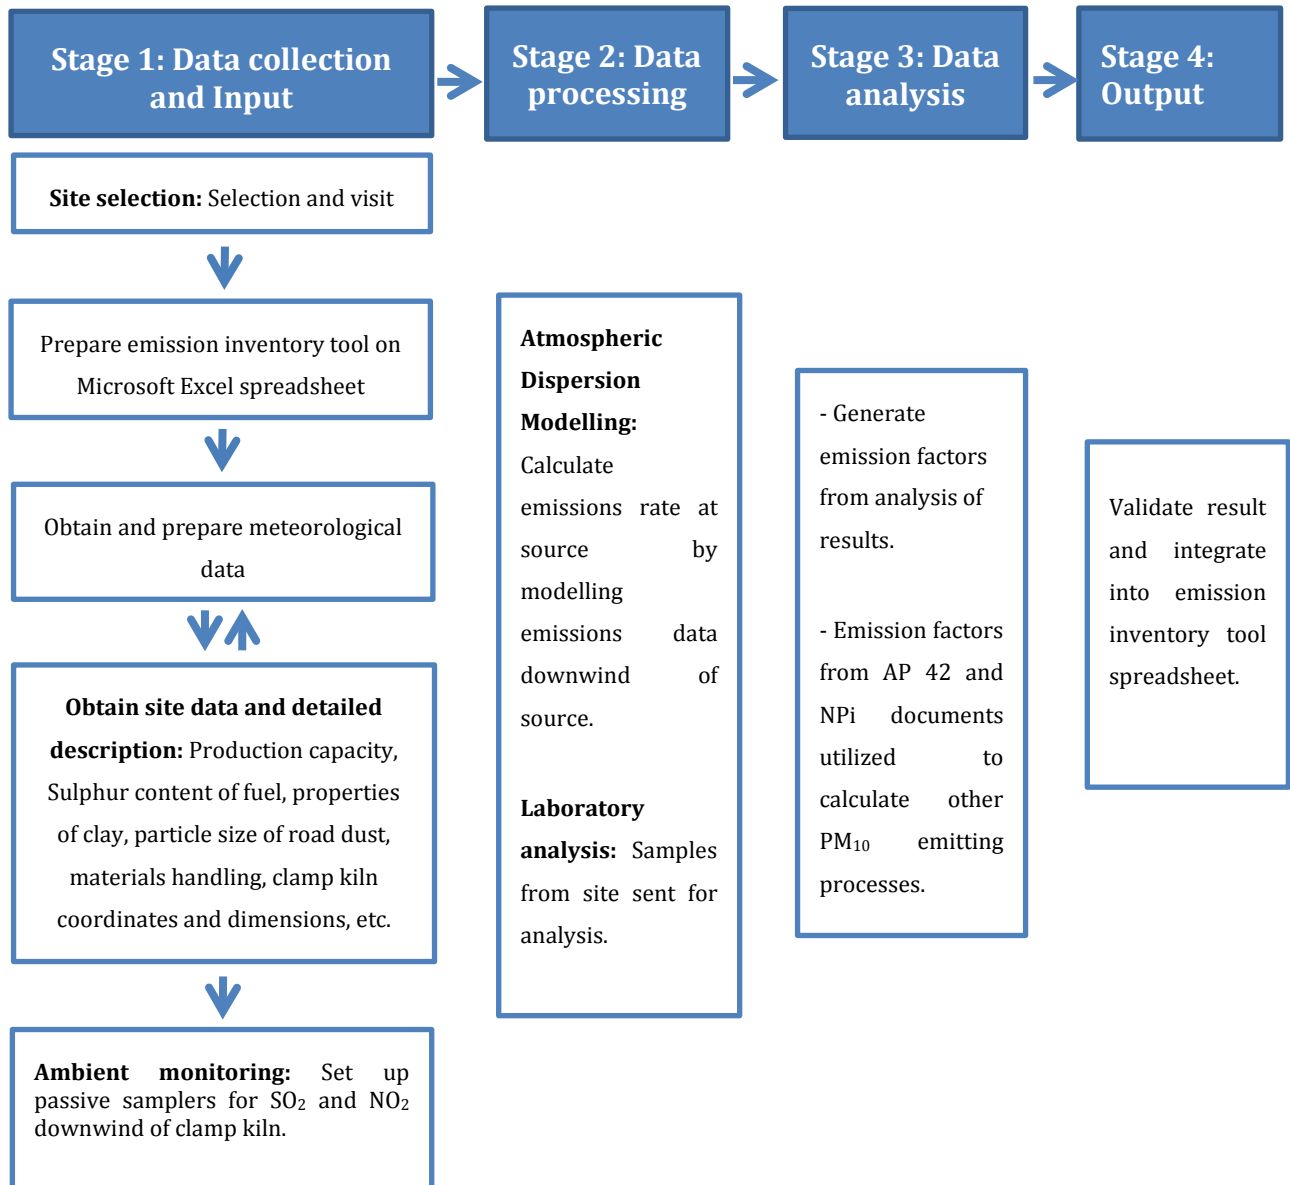 Stage 1: Data collection
and Input
Stage 2: Data
processing
Stage 3: Data
analysis
Stage 4:
Output
Site selection: Selection and visit
Prepare emission inventory tool on
Microsoft Excel spreadsheet
Obtain and prepare meteorological
data
Obtain site data and detailed
description: Production capacity,
Sulphur content of fuel, properties
of clay, particle size of road dust,
materials handling, clamp kiln
coordinates and dimensions, etc.
Ambient monitoring: Set up
passive samplers for SO₂ and NO₂
downwind of clamp kiln.
Atmospheric
Dispersion
Modelling:
Calculate
emissions rate at
source by
modelling
emissions data
downwind of
source.
Laboratory
analysis: Samples
from site sent for
analysis.
- Generate
emission factors
from analysis of
results.
- Emission factors
from AP 42 and
NPi documents
utilized to
calculate other
PM₁₀ emitting
processes.
Validate result
and integrate
into emission
inventory tool
spreadsheet.